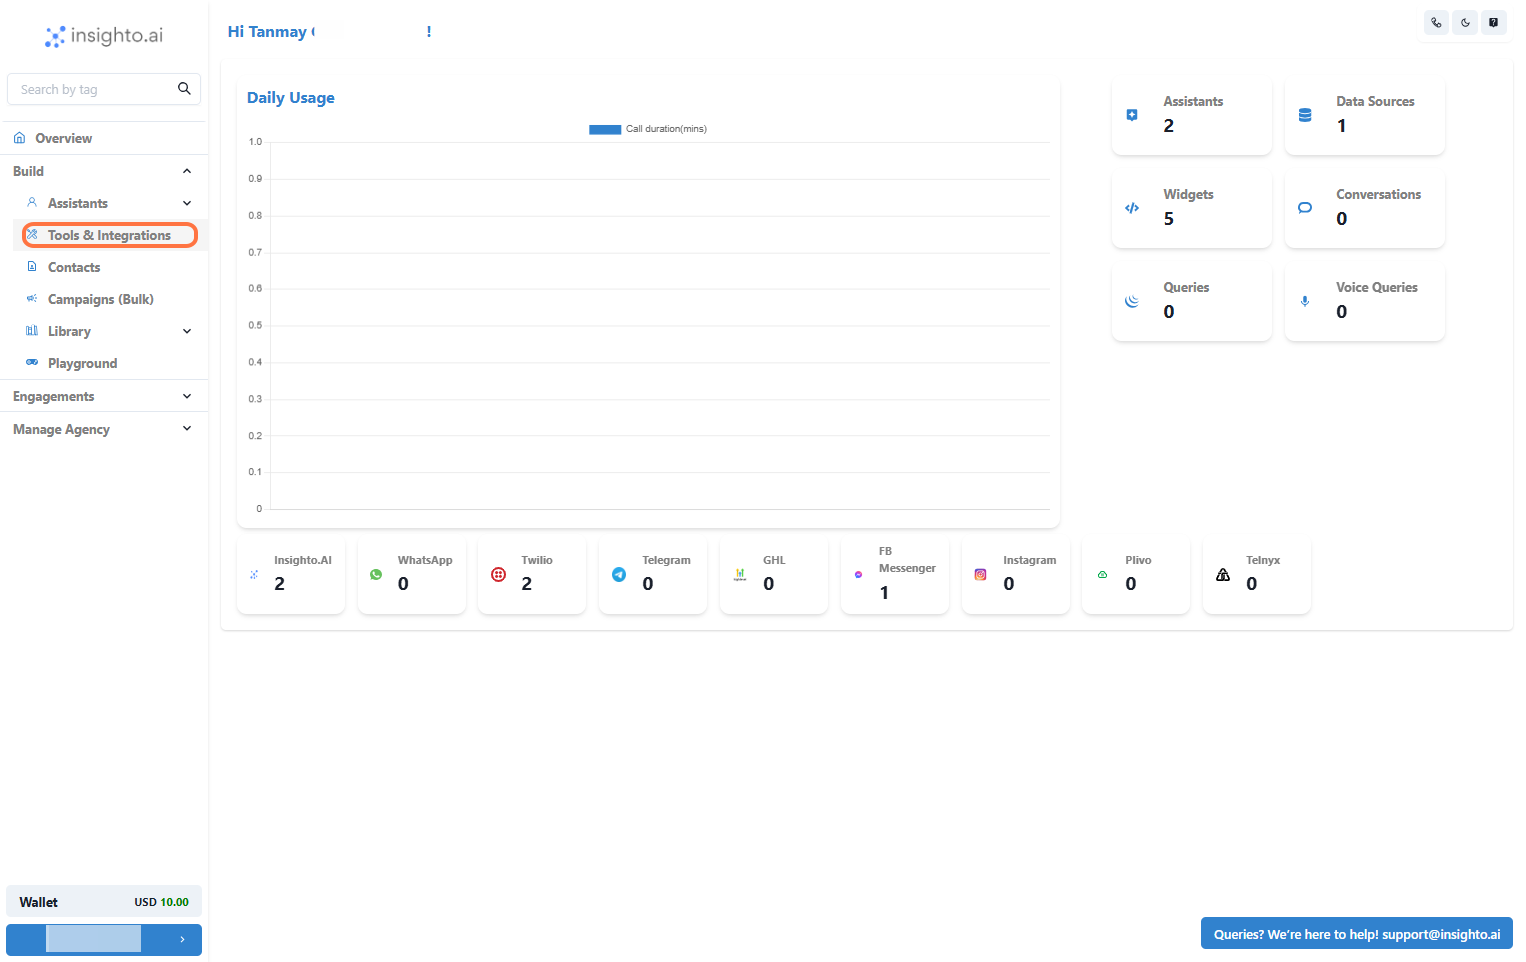 insighto.ai
Search by tag
Overview
Build
Assistants
Tools & Integrations
Contacts
Campaigns (Bulk)
Library
Playground
Engagements
Manage Agency
Wallet USD 10.00
Hi Tanmay !
Daily Usage
Call duration(mins)
1.0
0.9
0.8
0.7
0.6
0.5
0.4
0.3
0.2
0.1
0
Assistants
2
Data Sources
1
Widgets
5
Conversations
0
Queries
0
Voice Queries
0
Insighto.AI
2
WhatsApp
0
Twilio
2
Telegram
0
GHL
0
FB
Messenger
1
Instagram
0
Plivo
0
Telnyx
0
Queries? We're here to help! support@insighto.ai